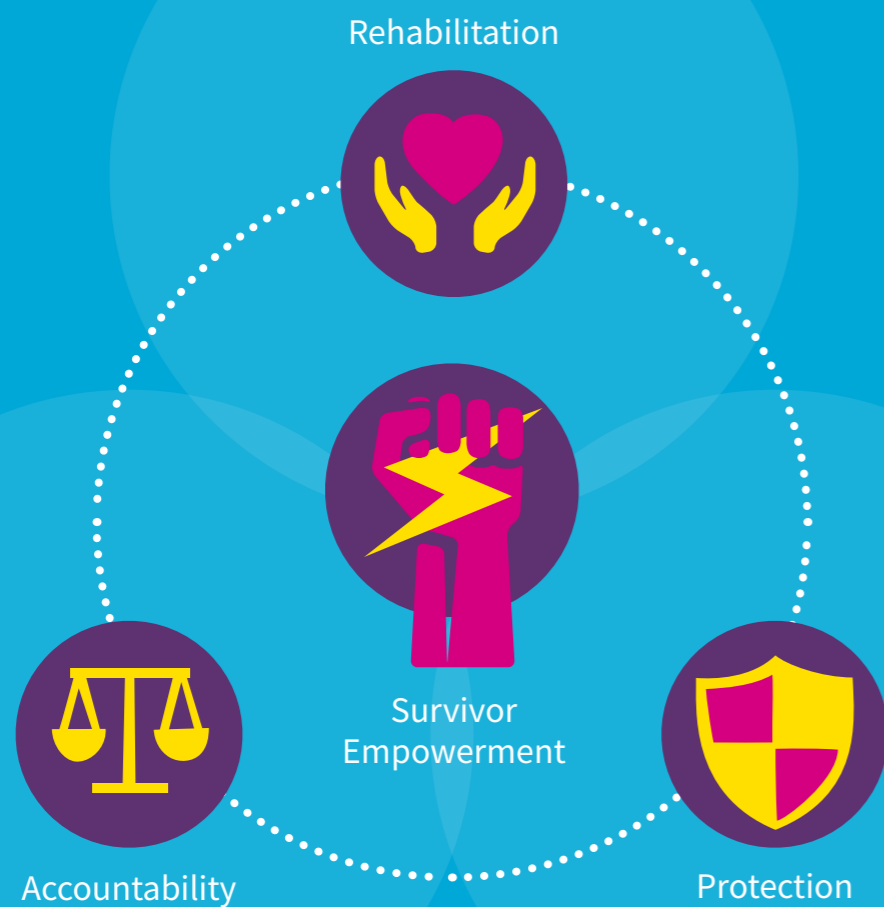 Rehabilitation
Survivor
Empowerment
Accountability
Protection